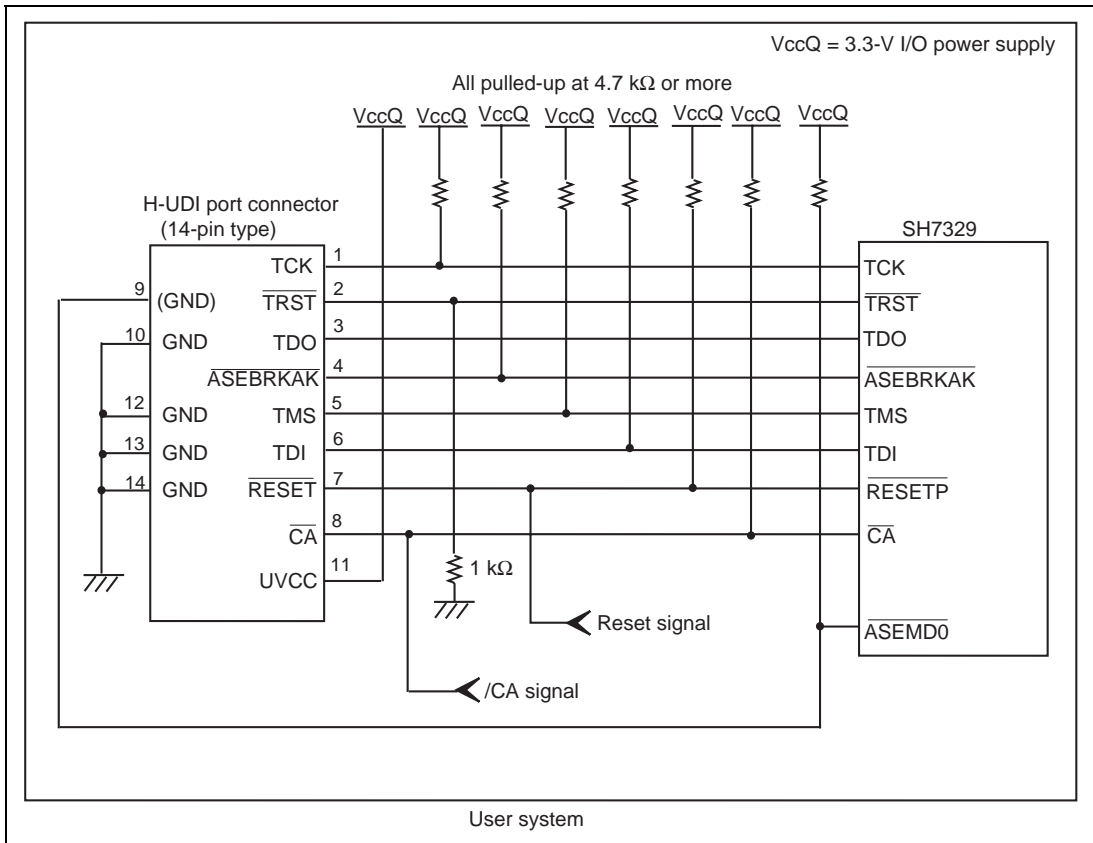 VccQ = 3.3-V I/O power supply
All pulled-up at 4.7 kΩ or more
VccQ VccQ VccQ VccQ VccQ VccQ VccQ VccQ
H-UDI port connector
(14-pin type)
SH7329
TCK 1 TCK
9 (GND) TRST 2 TRST
10 GND TDO 3 TDO
ASEBRKAK 4 ASEBRKAK
12 GND TMS 5 TMS
13 GND TDI 6 TDI
14 GND RESET 7 RESETP
CA 8 CA
UVCC 11
1 kΩ
Reset signal
ASEMD0
/CA signal
User system